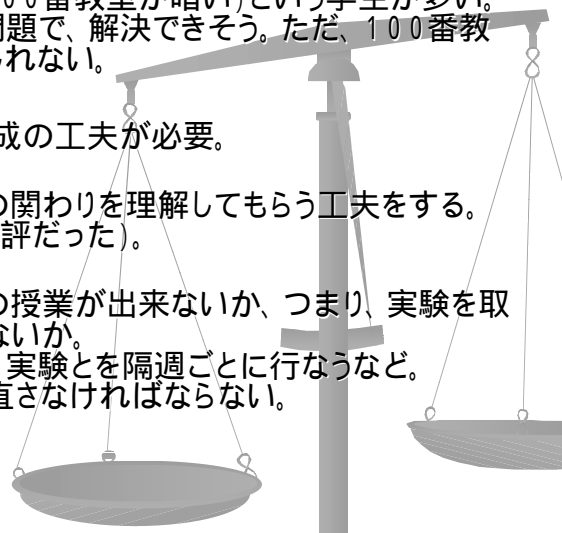 ００番教室が暗い)という学生が多い。
問題で、解決できそう。ただ、１００番教
れない。
成の工夫が必要。
の関わりを理解してもらう工夫をする。
評だった)。
の授業が出来ないか、つまり、実験を取
ないか。
実験とを隔週ごとに行なうなど。
直さなければならない。